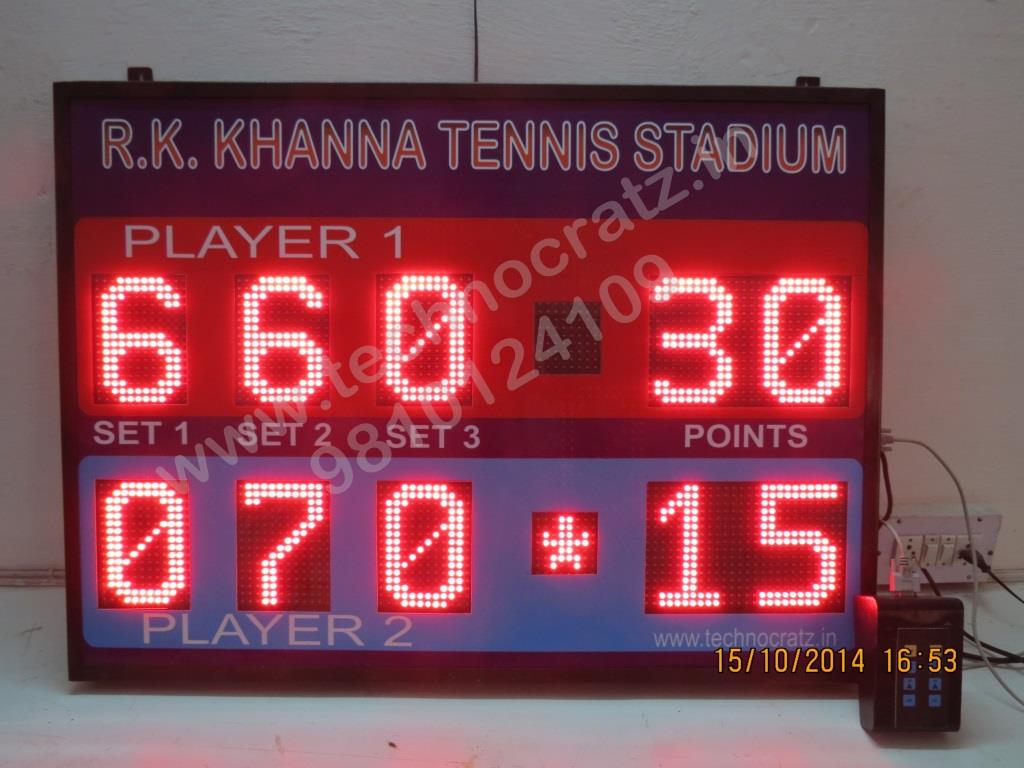 R.K. KHANNA TENNIS STADIUM
PLAYER 1
6 6 0 30
SET 1 SET 2 SET 3 POINTS
0 7 0 * 15
PLAYER 2
www.technocratz.in
15/10/2014 16:53
www.technocratz.in
9810124109